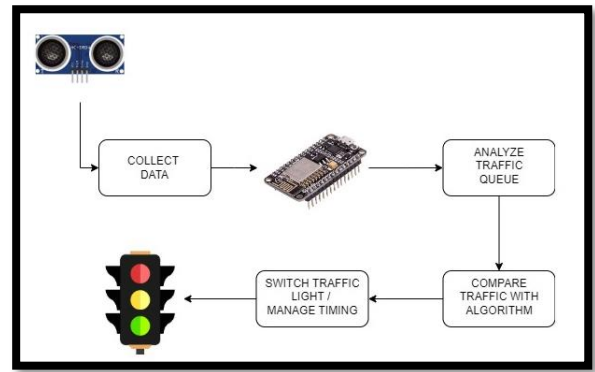 COLLECT
DATA
ANALYZE
TRAFFIC
QUEUE
SWITCH TRAFFIC
LIGHT /
MANAGE TIMING
COMPARE
TRAFFIC WITH
ALGORITHM